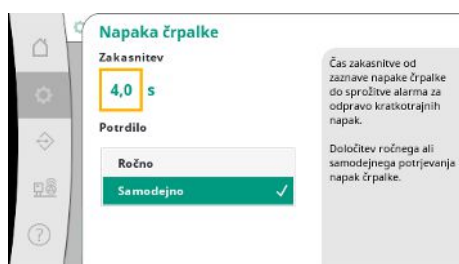 Napaka črpalke
Zakasnitev
4,0 s
Potrdilo
Ročno
Samodejno
Čas zakasnitve od
zaznave napake črpalke
do sprožitve alarma za
odpravo kratkotrajnih
napak.
Določitev ročnega ali
samodejnega potrjevanja
napak črpalke.